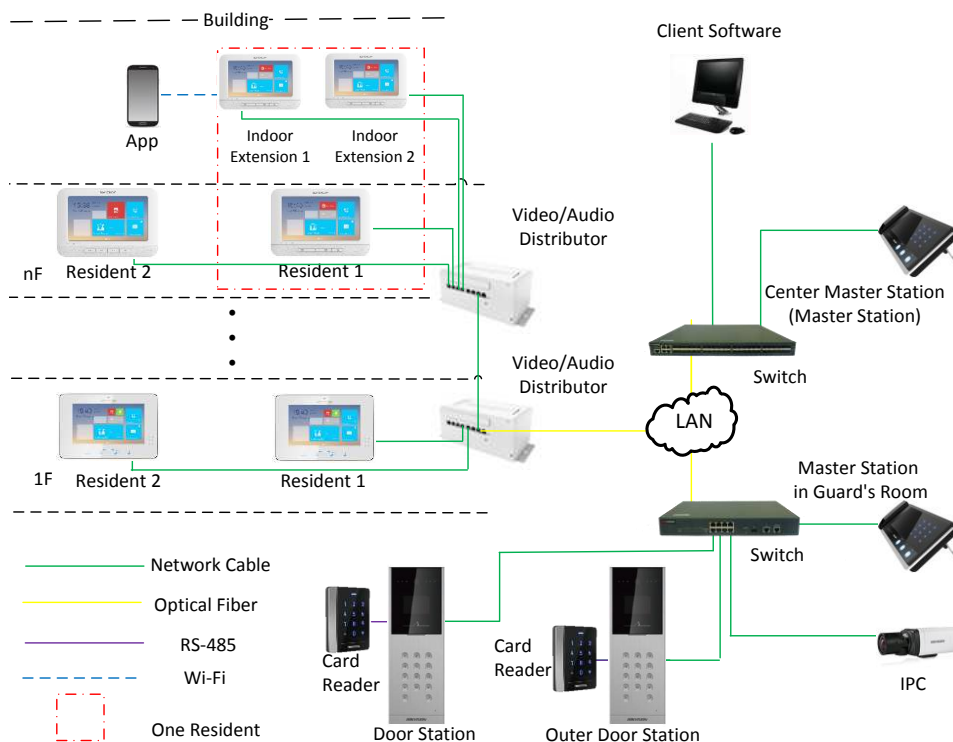 Building
Client Software
App
Indoor
Extension 1
Indoor
Extension 2
Video/Audio
Distributor
nF
Resident 2
Resident 1
Center Master Station
(Master Station)
Switch
Video/Audio
Distributor
LAN
1F
Resident 2
Resident 1
Master Station
in Guard's Room
Switch
Network Cable
Optical Fiber
RS-485
Wi-Fi
One Resident
Card
Reader
Door Station
Card
Reader
Outer Door Station
IPC